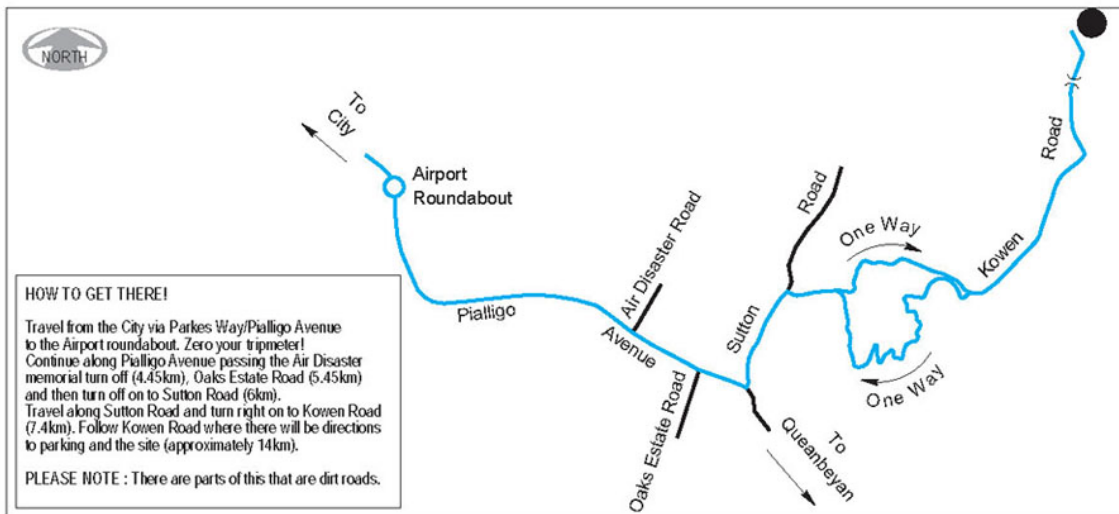 NORTH
To
City
Airport
Roundabout
Pialligo
Avenue
Air Disaster Road
Oaks Estate Road
Sutton
Road
To
Queanbeyan
One Way
One Way
Kowen
Road
HOW TO GET THERE!
Travel from the City via Parkes Way/Pialligo Avenue
to the Airport roundabout. Zero your tripmeter!
Continue along Pialligo Avenue passing the Air Disaster
memorial turn off (4.45km), Oaks Estate Road (5.45km)
and then turn off on to Sutton Road (6km).
Travel along Sutton Road and turn right on to Kowen Road
(7.4km). Follow Kowen Road where there will be directions
to parking and the site (approximately 14km).
PLEASE NOTE : There are parts of this that are dirt roads.